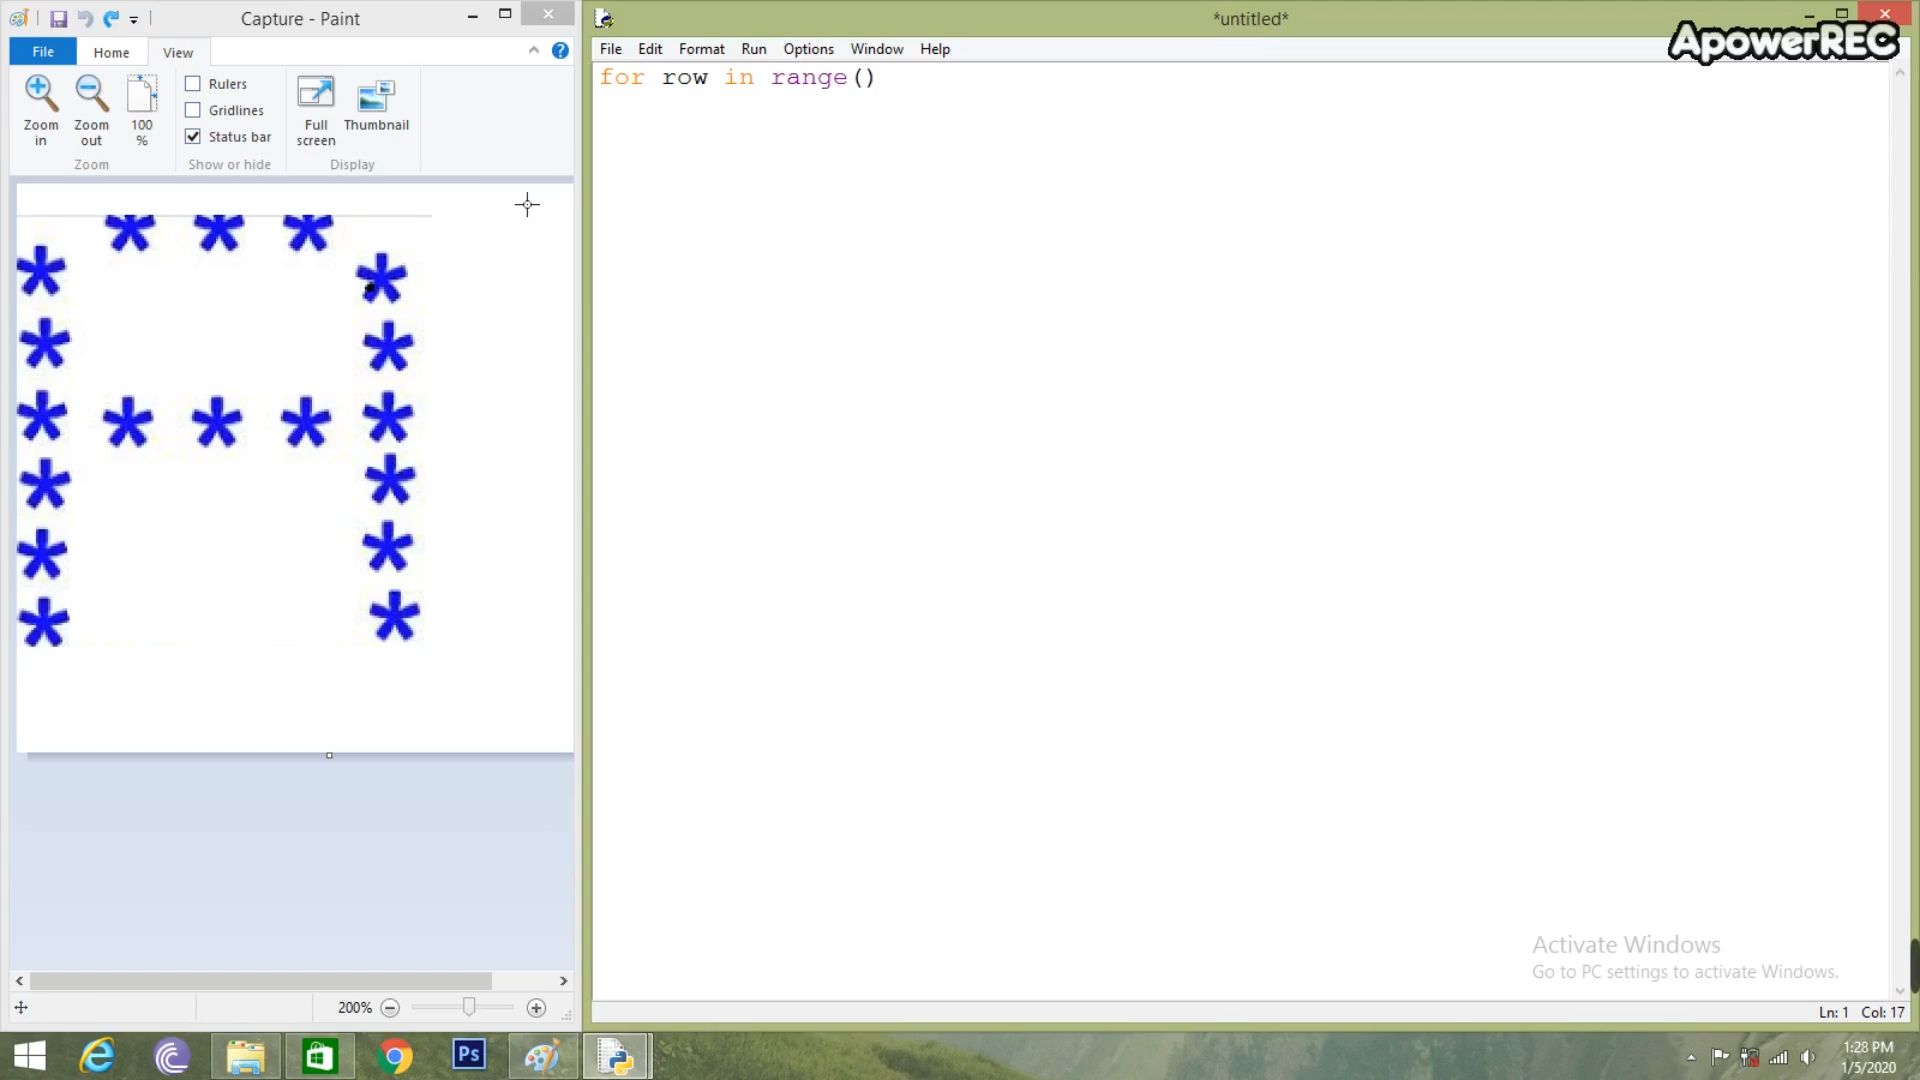 Capture - Paint
File Home View
Zoom in
Zoom out
100 %
Rulers
Gridlines
Status bar
Full screen
Thumbnail
Zoom
Show or hide
Display
* * *
* *
* *
* * * * *
* *
* *
* *
200%
*untitled*
ApowerREC
File Edit Format Run Options Window Help
for row in range()
Activate Windows
Go to PC settings to activate Windows.
Ln: 1 Col: 17
Ps
1:28 PM
1/5/2020